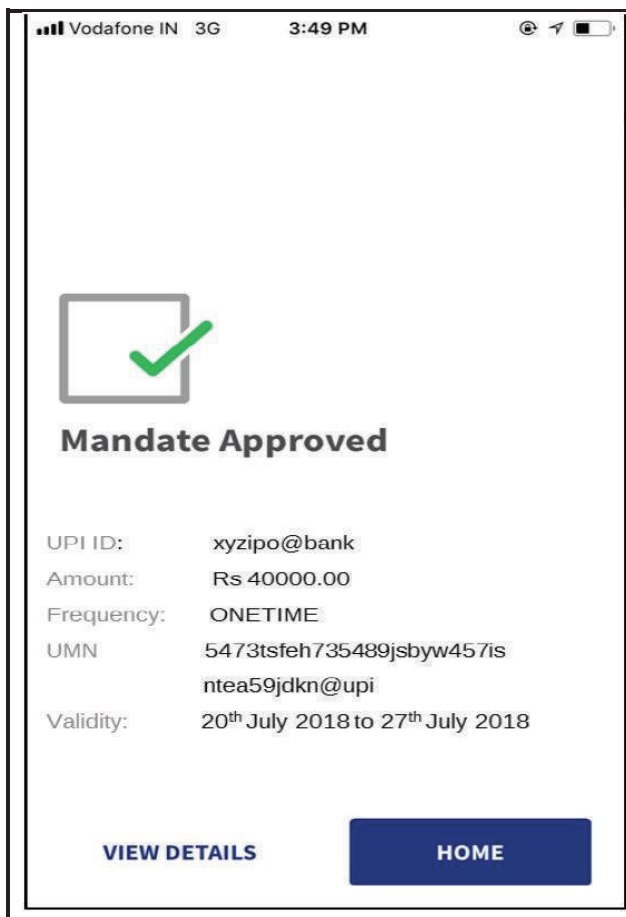 Vodafone IN 3G 3:49 PM
Mandate Approved
UPI ID: xyzipo@bank
Amount: Rs 40000.00
Frequency: ONETIME
UMN 5473tsfeh735489jsbyw457is
ntea59jdkn@upi
Validity: 20th July 2018 to 27th July 2018
VIEW DETAILS HOME